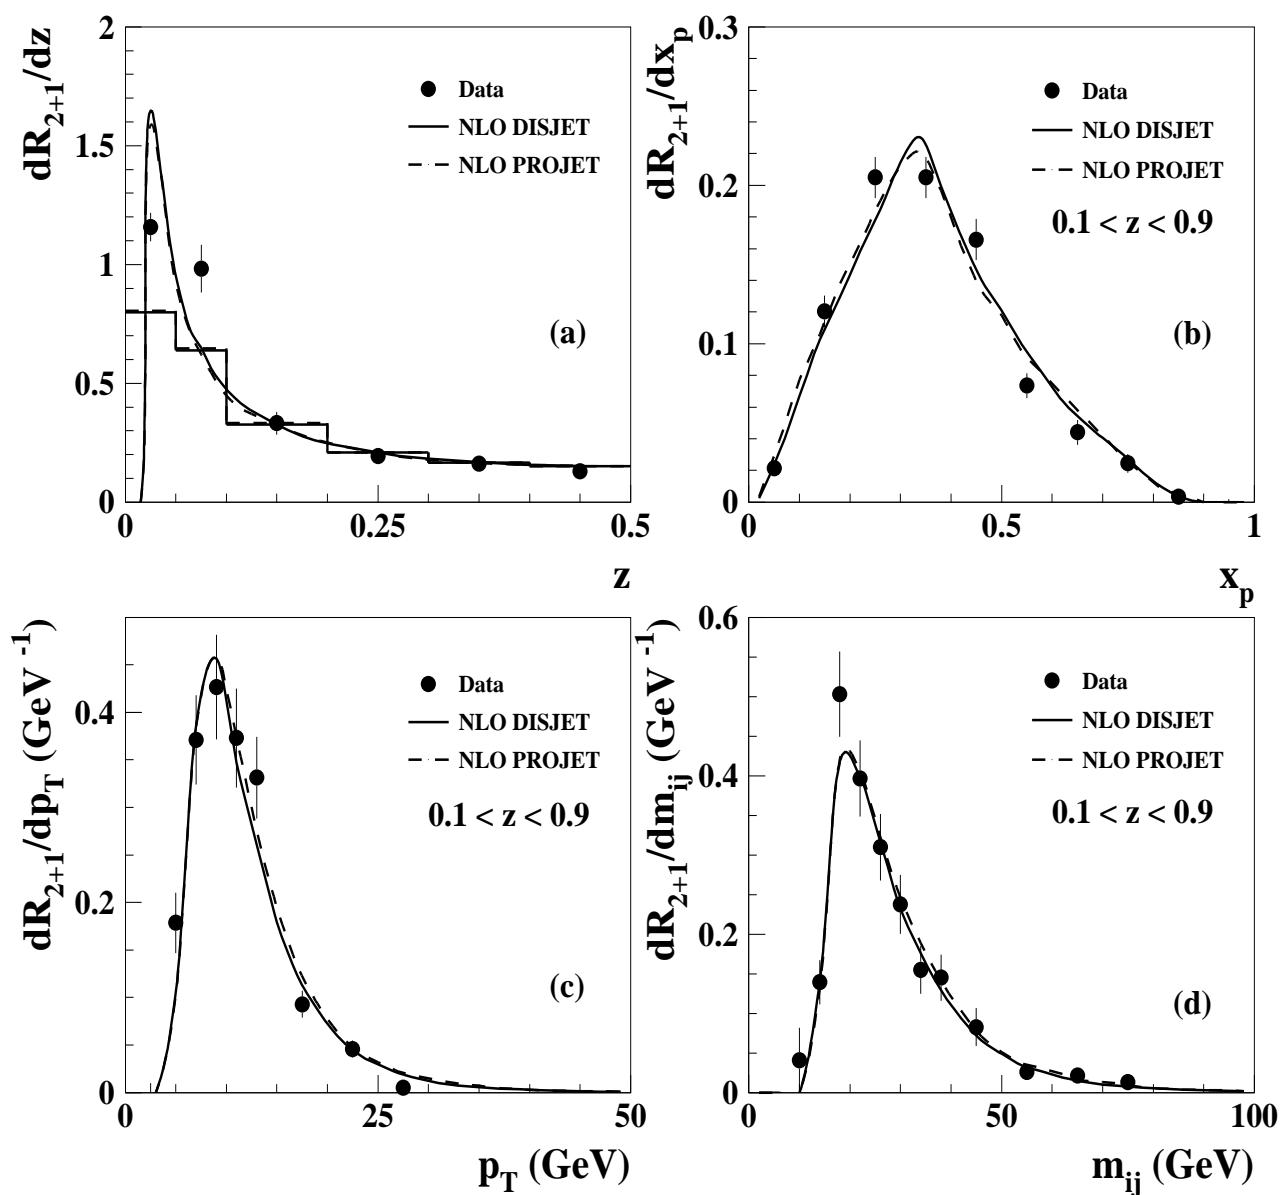 dR2+1/dz
2
1.5
1
0.5
0
0
0.25
0.5
z
Data
NLO DISJET
NLO PROJET
(a)
dR2+1/dxp
0.3
0.2
0.1
0
0
0.5
1
xp
Data
NLO DISJET
NLO PROJET
0.1 < z < 0.9
(b)
dR2+1/dpT (GeV -1)
0.4
0.2
0
0
25
50
pT (GeV)
Data
NLO DISJET
NLO PROJET
0.1 < z < 0.9
(c)
dR2+1/dmij (GeV -1)
0.6
0.4
0.2
0
0
50
100
mij (GeV)
Data
NLO DISJET
NLO PROJET
0.1 < z < 0.9
(d)